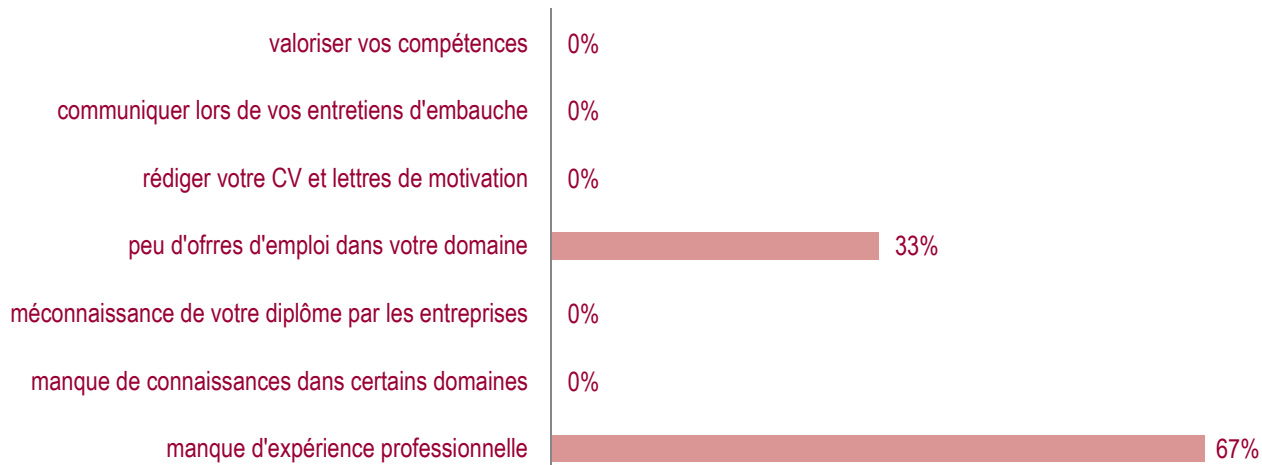 valoriser vos compétences 0%
communiquer lors de vos entretiens d'embauche 0%
rédiger votre CV et lettres de motivation 0%
peu d'ofrres d'emploi dans votre domaine 33%
méconnaissance de votre diplôme par les entreprises 0%
manque de connaissances dans certains domaines 0%
manque d'expérience professionnelle 67%